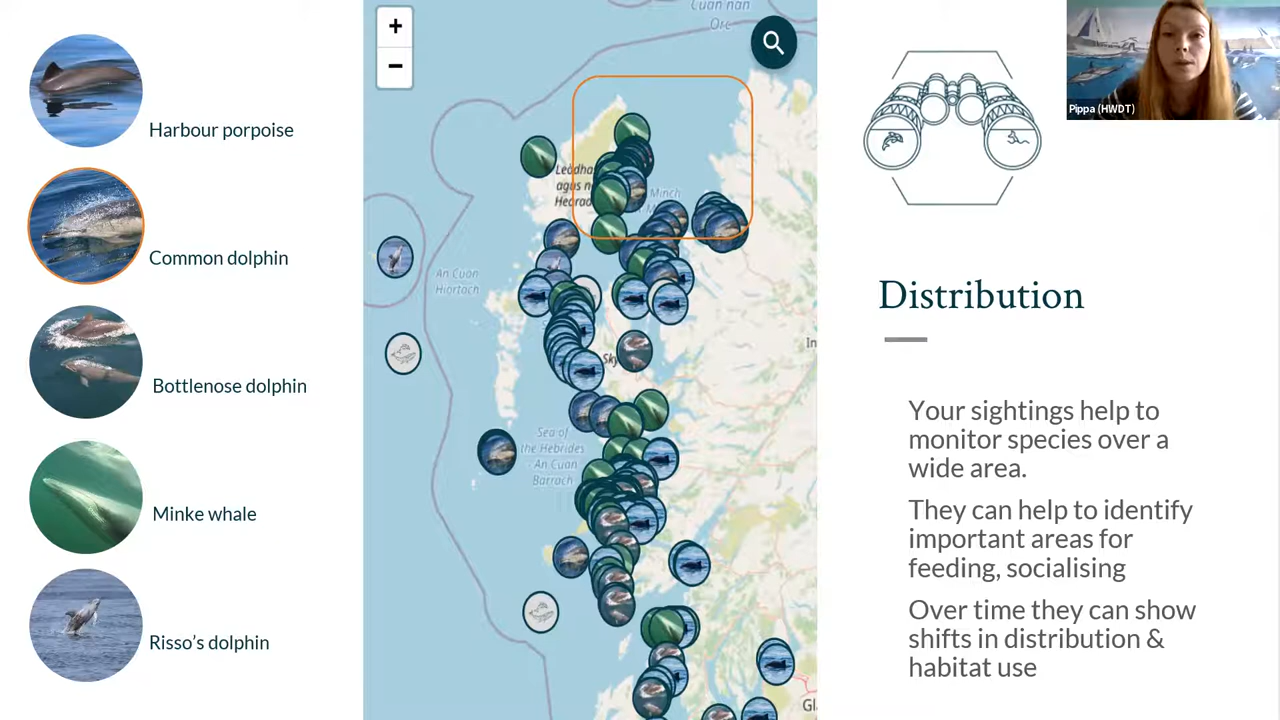 Harbour porpoise
Common dolphin
Bottlenose dolphin
Minke whale
Risso's dolphin
+
−
Cuan nan
Orc
Leòdhas
agus n
Hearad
Minch
An Cuan
Hiortach
Sky
In
Sea of
the Hebrides
An Cuan
Barrach
Gl
Pippa (HWDT)
Distribution
Your sightings help to
monitor species over a
wide area.
They can help to identify
important areas for
feeding, socialising
Over time they can show
shifts in distribution &
habitat use